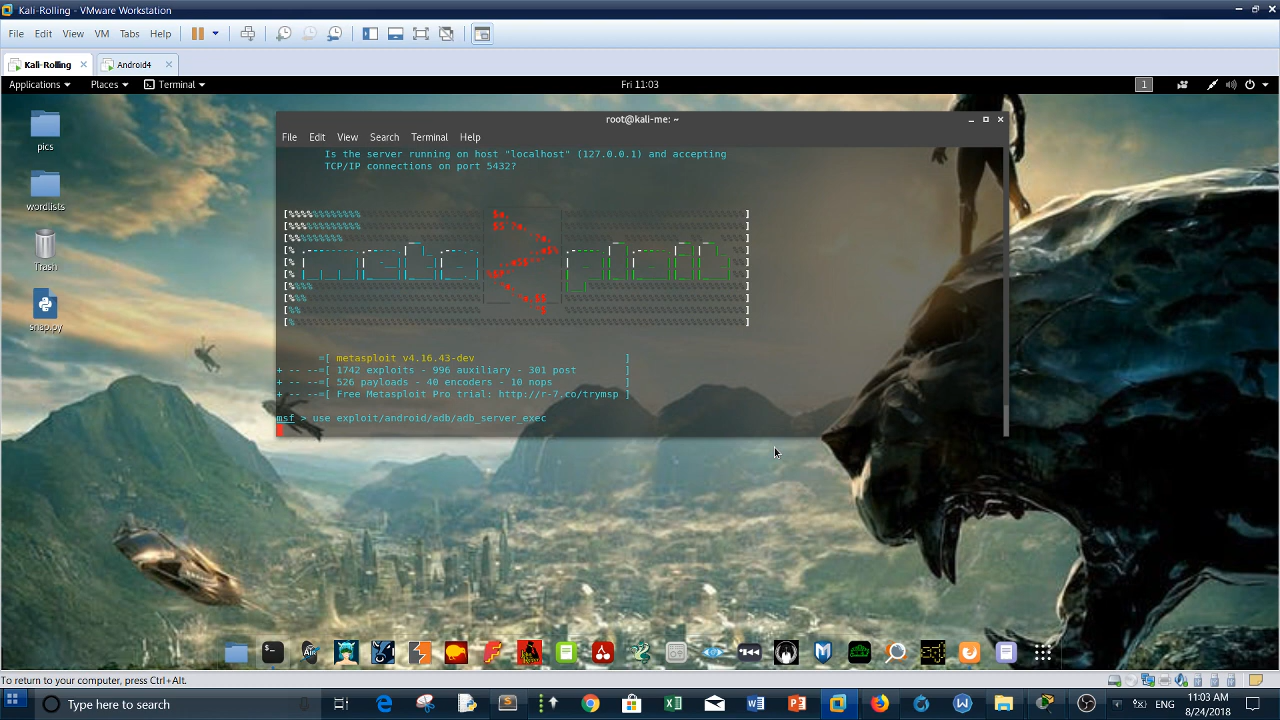 Kali-Rolling - VMware Workstation
File Edit View VM Tabs Help
Kali-Rolling
Android4
Applications Places Terminal
Fri 11:03
1
pics
wordlists
Trash
snap.py
root@kali-me: ~
File Edit View Search Terminal Help
Is the server running on host "localhost" (127.0.0.1) and accepting
TCP/IP connections on port 5432?
=[ metasploit v4.16.43-dev ]
+ -- --=[ 1742 exploits - 996 auxiliary - 301 post ]
+ -- --=[ 526 payloads - 40 encoders - 10 nops ]
+ -- --=[ Free Metasploit Pro trial: http://r-7.co/trymsp ]
msf > use exploit/android/adb/adb_server_exec
To return to your computer, press Ctrl+Alt.
Type here to search
ENG
11:03 AM
8/24/2018